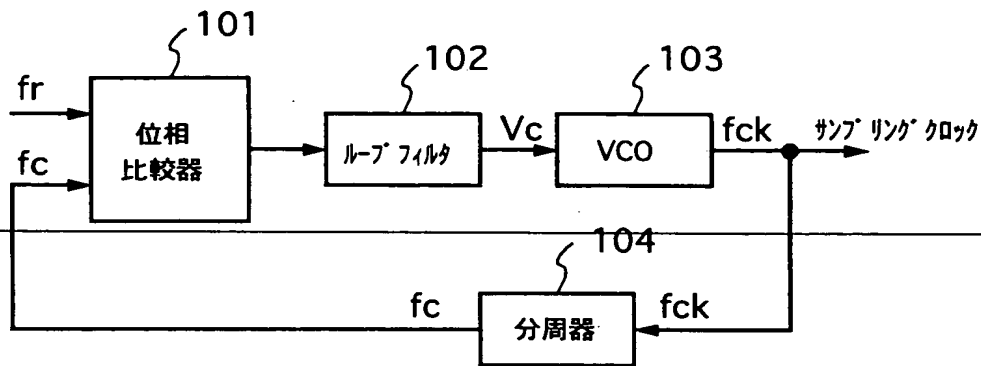 101
102
103
fr
位相
比較器
fc
ループフィルタ
Vc
VCO
fck
サンプリングクロック
104
fc
分周器
fck